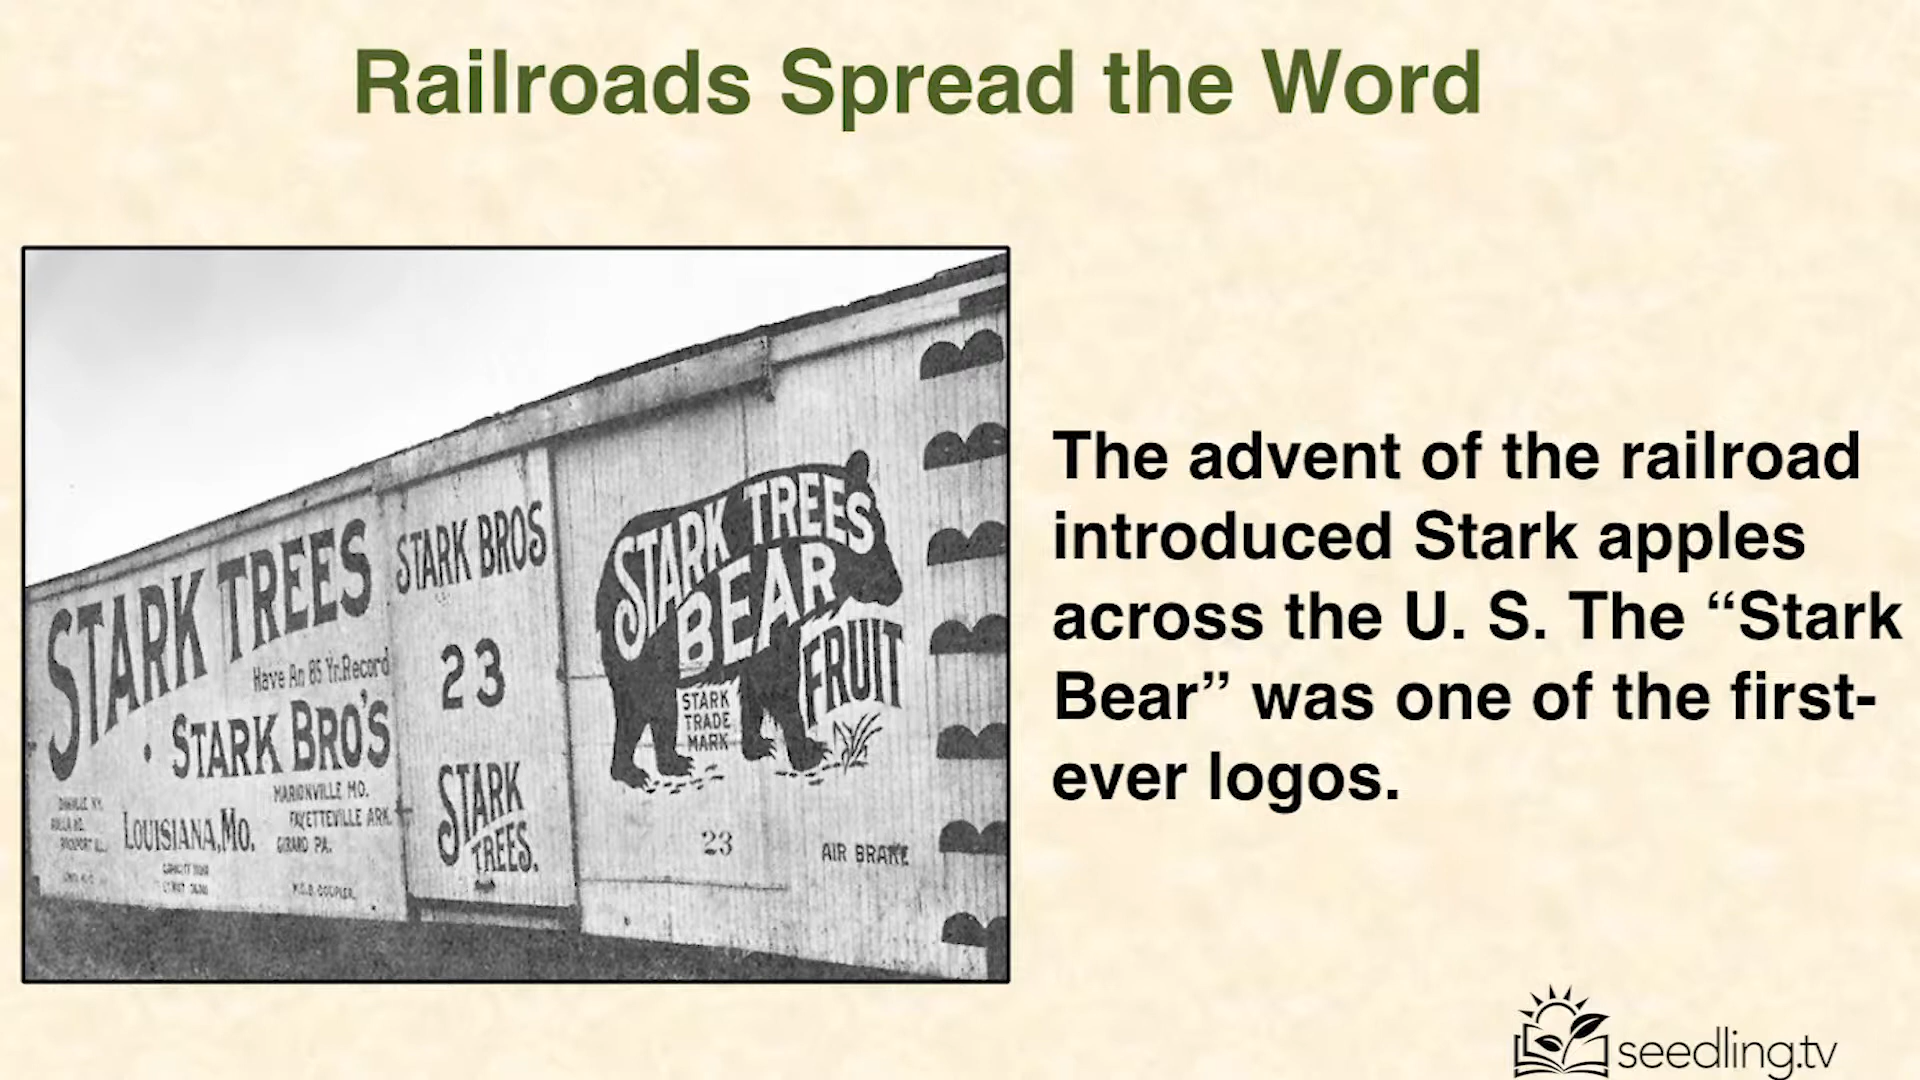 Railroads Spread the Word
STARK TREES
Have An 85 Yr. Record
STARK BRO'S
MARIONVILLE MO.
LOUISIANA, MO.
FAYETTEVILLE ARK.
GIRARD PA.
M.C.B. COUPLER.
STARK BROS
23
STARK
TREES.
STARK TREES
BEAR
FRUIT
STARK
TRADE
MARK
23
AIR BRAKE
The advent of the railroad
introduced Stark apples
across the U. S. The “Stark
Bear” was one of the first-
ever logos.
seedling.tv